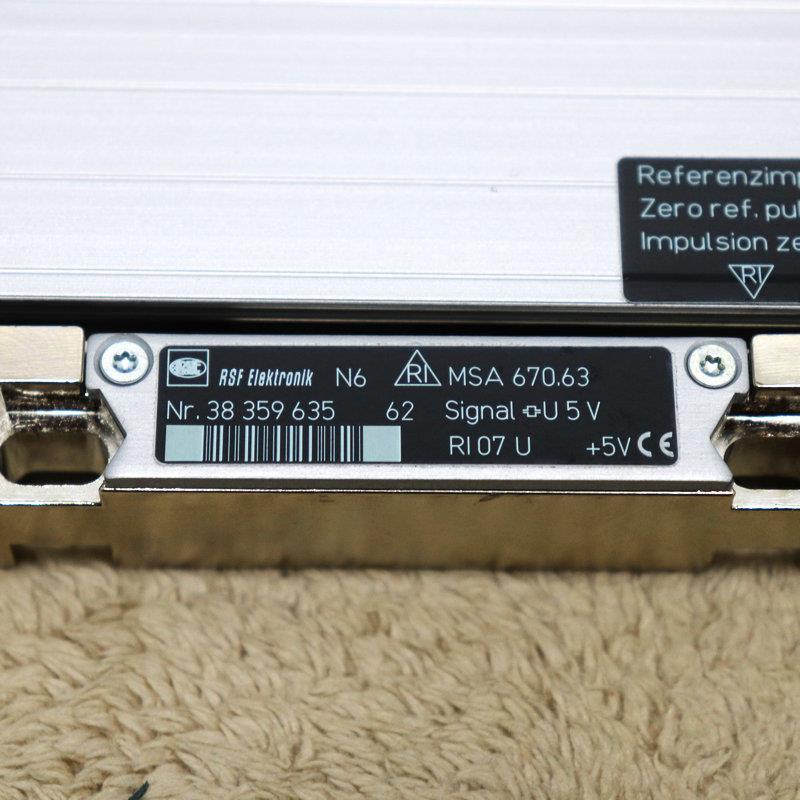 Referenzimp
Zero ref. pul
Impulsion ze
RI
RSF Elektronik N6 RI MSA 670.63
Nr. 38 359 635 62 Signal U 5 V
RI 07 U +5V CE